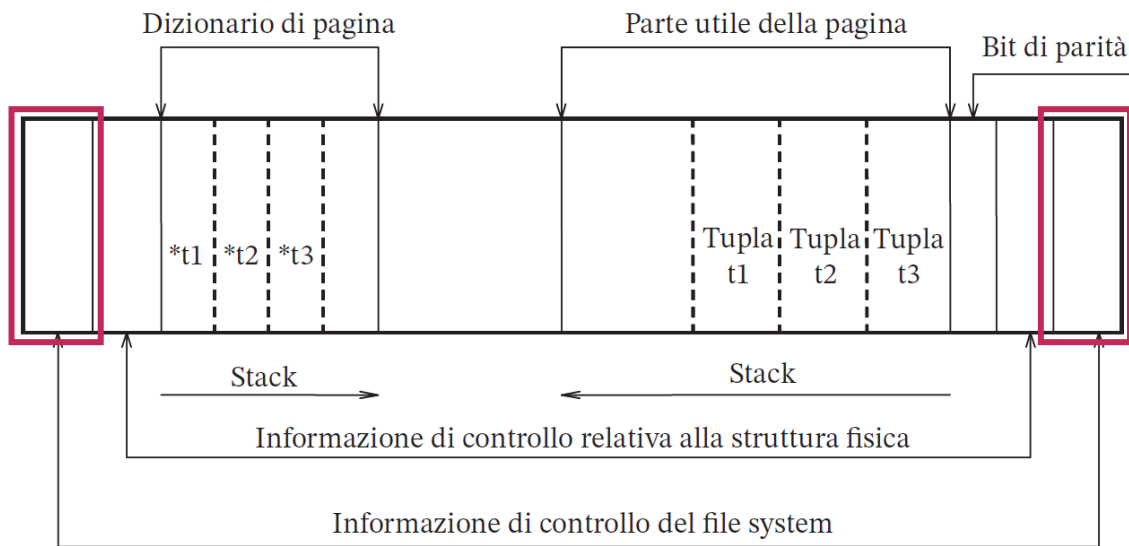 Dizionario di pagina
Parte utile della pagina
Bit di parità
*t1 *t2 *t3
Tupla Tupla Tupla
t1 t2 t3
Stack
Stack
Informazione di controllo relativa alla struttura fisica
Informazione di controllo del file system